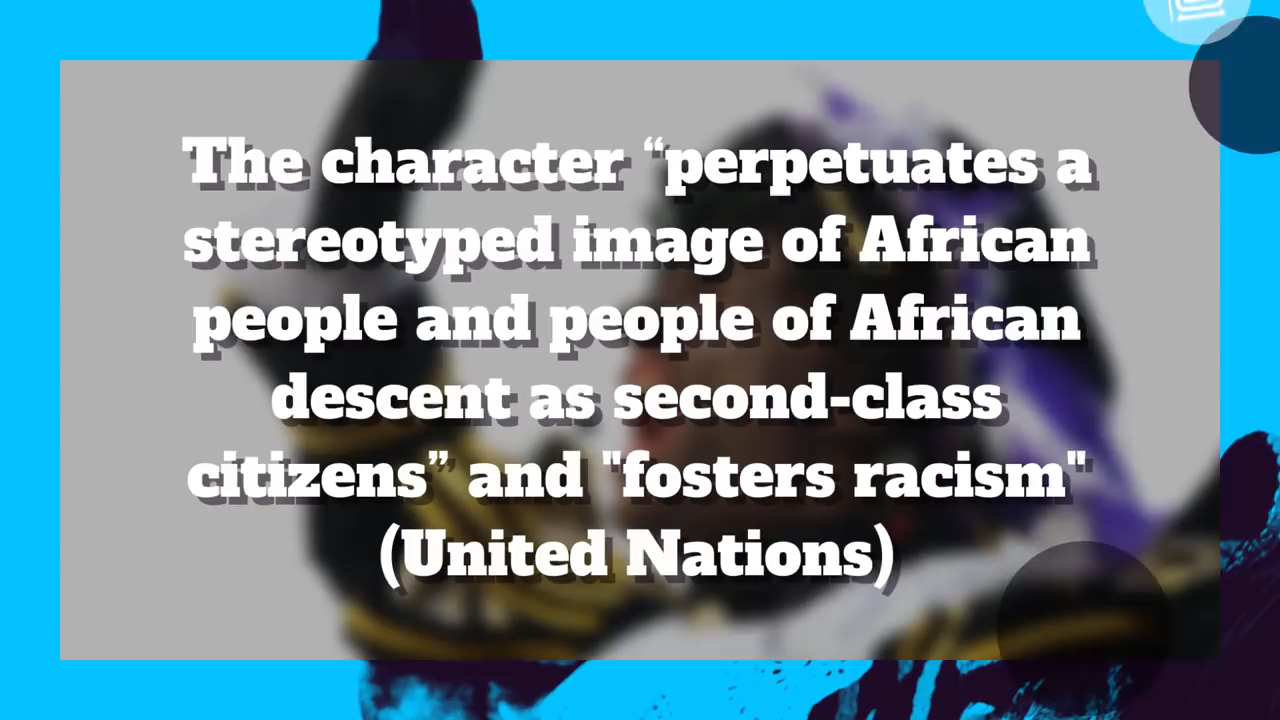 The character “perpetuates a
stereotyped image of African
people and people of African
descent as second-class
citizens” and "fosters racism"
(United Nations)